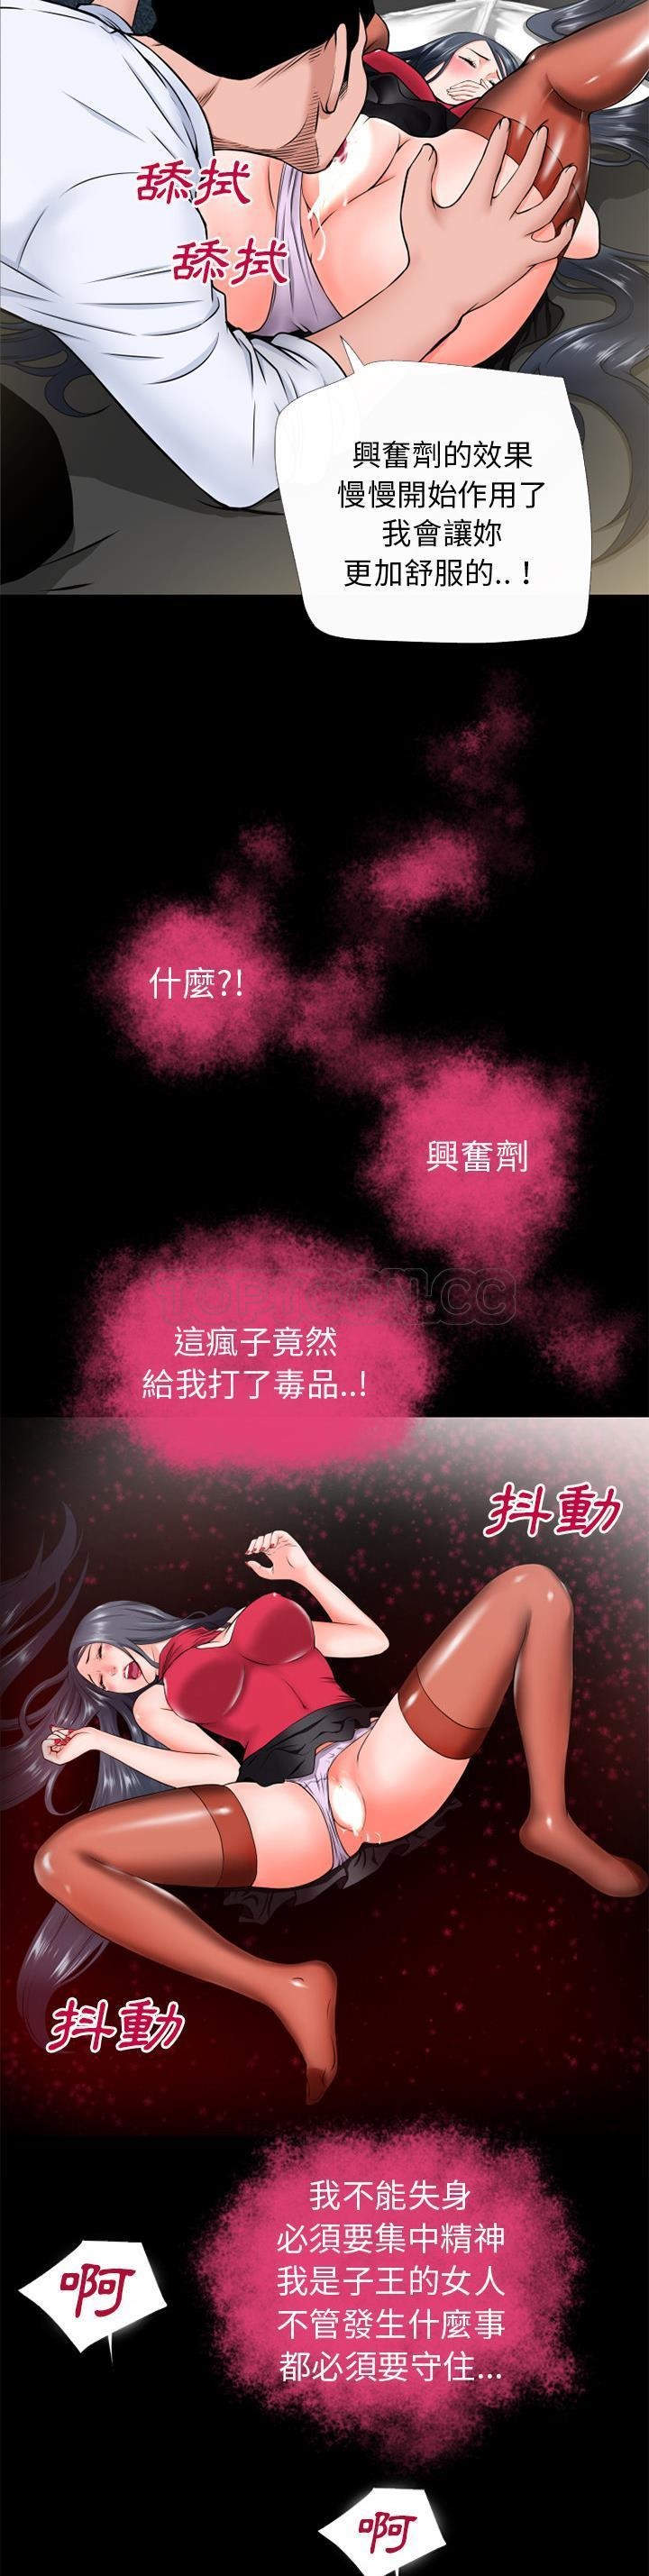 舔拭
舔拭
興奮劑的效果
慢慢開始作用了
我會讓妳
更加舒服的..！
什麼?!
興奮劑
TOPTOON.CC
這瘋子竟然
給我打了毒品..!
抖動
抖動
我不能失身
必須要集中精神
我是子王的女人
不管發生什麼事
都必須要守住...
啊
啊